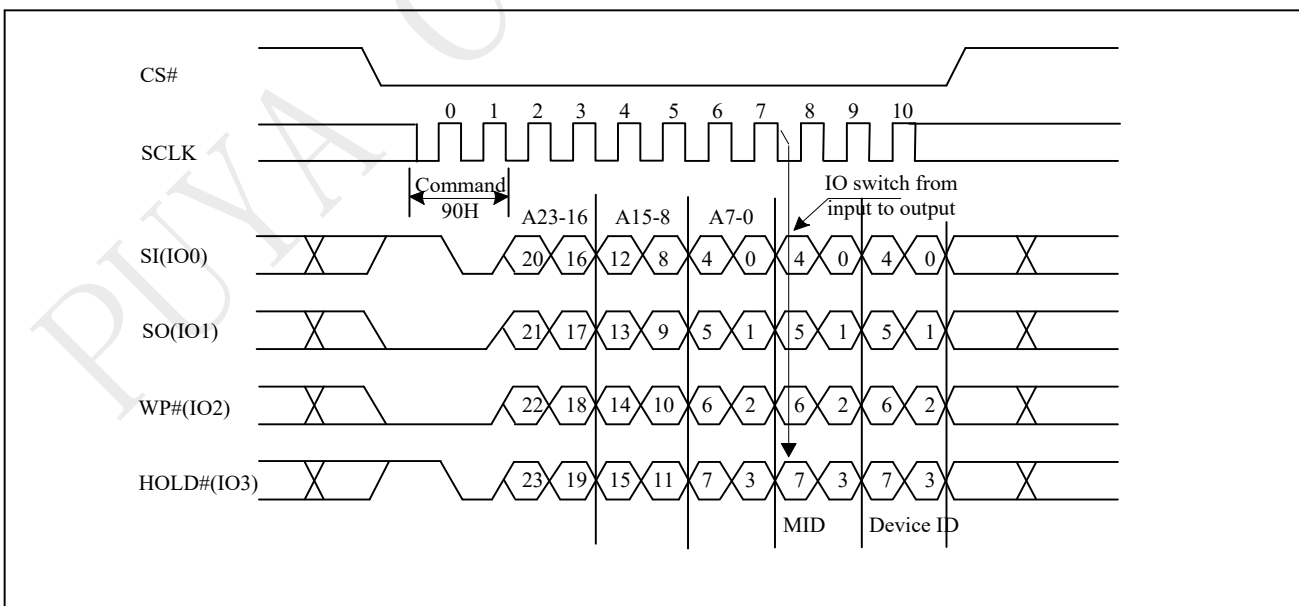 PUYA
CS#
0 1 2 3 4 5 6 7 8 9 10
SCLK
Command
90H
IO switch from
input to output
A23-16 A15-8 A7-0
SI(IO0) 20 16 12 8 4 0 4 0 4 0
SO(IO1) 21 17 13 9 5 1 5 1 5 1
WP#(IO2) 22 18 14 10 6 2 6 2 6 2
HOLD#(IO3) 23 19 15 11 7 3 7 3 7 3
MID Device ID